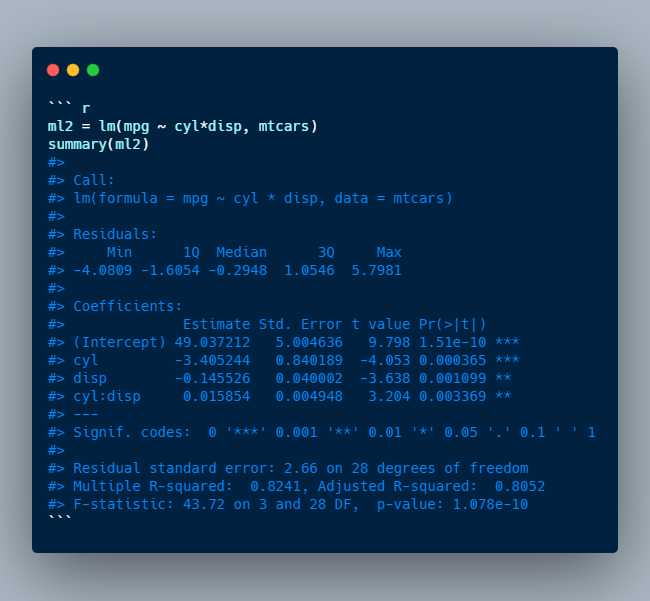 ``` r
ml2 = lm(mpg ~ cyl*disp, mtcars)
summary(ml2)
#>
#> Call:
#> lm(formula = mpg ~ cyl * disp, data = mtcars)
#>
#> Residuals:
#>     Min      1Q  Median      3Q     Max
#> -4.0809 -1.6054 -0.2948  1.0546  5.7981
#>
#> Coefficients:
#>              Estimate Std. Error t value Pr(>|t|)
#> (Intercept) 49.037212   5.004636   9.798 1.51e-10 ***
#> cyl         -3.405244   0.840189  -4.053 0.000365 ***
#> disp        -0.145526   0.040002  -3.638 0.001099 **
#> cyl:disp     0.015854   0.004948   3.204 0.003369 **
#> ---
#> Signif. codes:  0 '***' 0.001 '**' 0.01 '*' 0.05 '.' 0.1 ' ' 1
#>
#> Residual standard error: 2.66 on 28 degrees of freedom
#> Multiple R-squared:  0.8241, Adjusted R-squared:  0.8052
#> F-statistic: 43.72 on 3 and 28 DF,  p-value: 1.078e-10
```